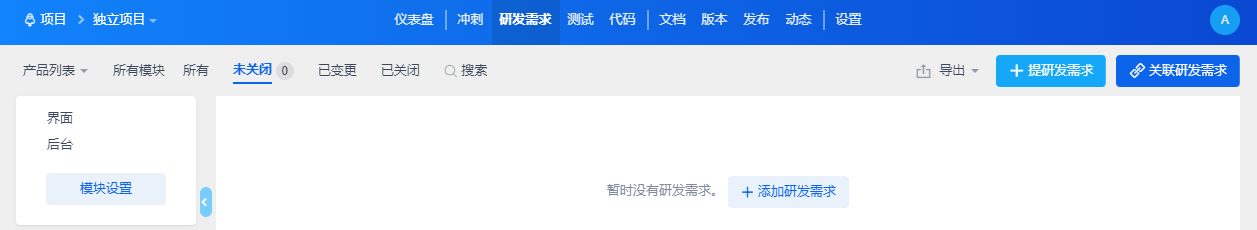 项目 独立项目 仪表盘 冲刺 研发需求 测试 代码 文档 版本 发布 动态 设置 A
产品列表 所有模块 所有 未关闭 0 已变更 已关闭 搜索 导出 提研发需求 关联研发需求
界面
后台
模块设置
暂时没有研发需求。 添加研发需求